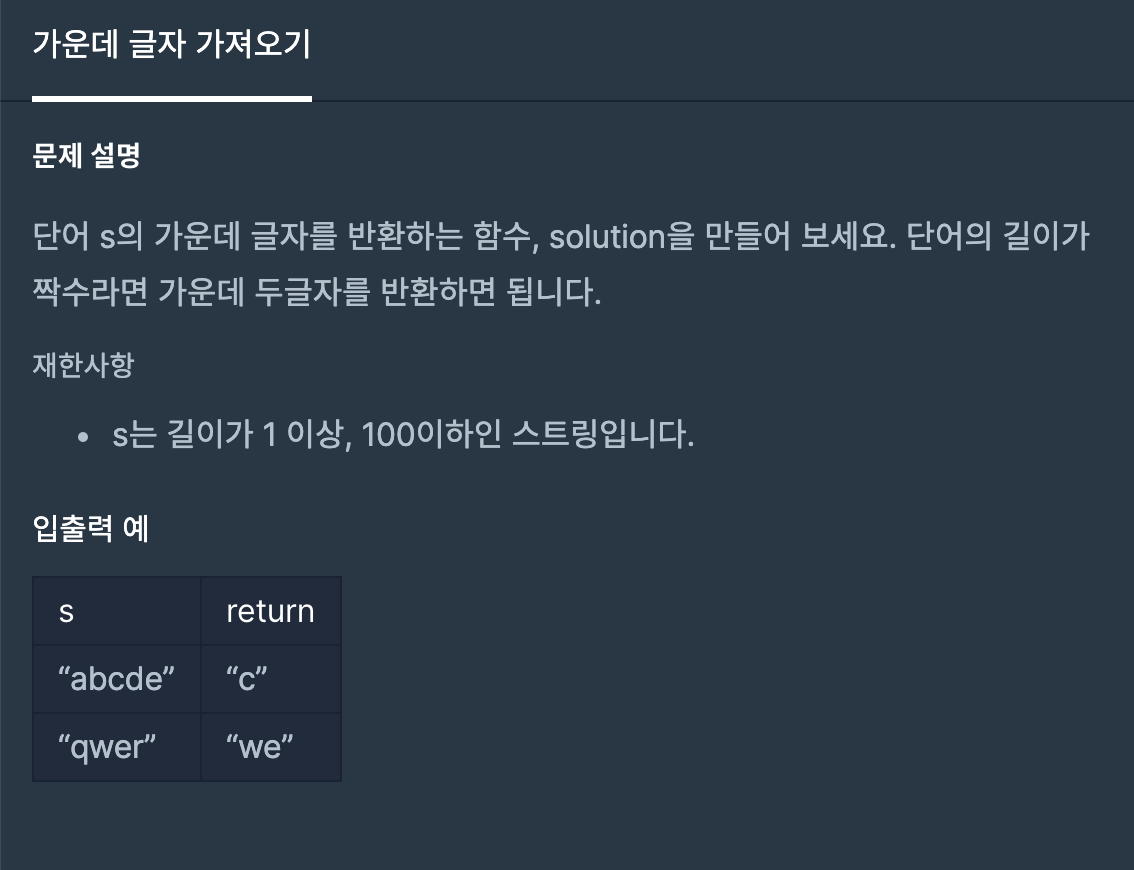 가운데 글자 가져오기
문제 설명
단어 s의 가운데 글자를 반환하는 함수, solution을 만들어 보세요. 단어의 길이가
짝수라면 가운데 두글자를 반환하면 됩니다.
재한사항
• s는 길이가 1 이상, 100이하인 스트링입니다.
입출력 예
s return
“abcde” “c”
“qwer” “we”